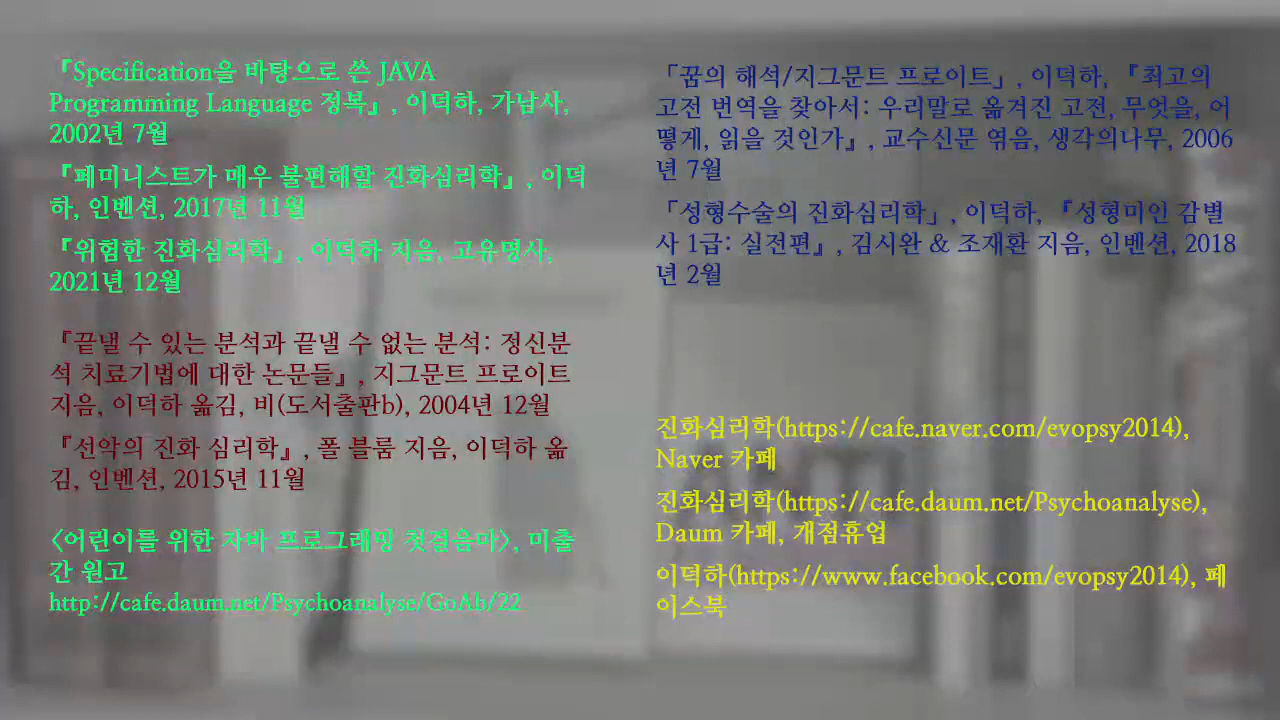 『Specification을 바탕으로 쓴 JAVA
Programming Language 정복』, 이덕하, 가남사,
2002년 7월
『페미니스트가 매우 불편해할 진화심리학』, 이덕
하, 인벤션, 2017년 11월
『위험한 진화심리학』, 이덕하 지음, 고유명사,
2021년 12월
『끝낼 수 있는 분석과 끝낼 수 없는 분석: 정신분
석 치료기법에 대한 논문들』, 지그문트 프로이트
지음, 이덕하 옮김, 비(도서출판b), 2004년 12월
『선악의 진화 심리학』, 폴 블룸 지음, 이덕하 옮
김, 인벤션, 2015년 11월
<어린이를 위한 자바 프로그래밍 첫걸음마>, 미출
간 원고
http://cafe.daum.net/Psychoanalyse/GoAb/22
「꿈의 해석/지그문트 프로이트」, 이덕하, 『최고의
고전 번역을 찾아서: 우리말로 옮겨진 고전, 무엇을, 어
떻게, 읽을 것인가』, 교수신문 엮음, 생각의나무, 2006
년 7월
「성형수술의 진화심리학」, 이덕하, 『성형미인 감별
사 1급: 실전편』, 김시완 & 조재환 지음, 인벤션, 2018
년 2월
진화심리학(https://cafe.naver.com/evopsy2014),
Naver 카페
진화심리학(https://cafe.daum.net/Psychoanalyse),
Daum 카페, 개점휴업
이덕하(https://www.facebook.com/evopsy2014), 페
이스북